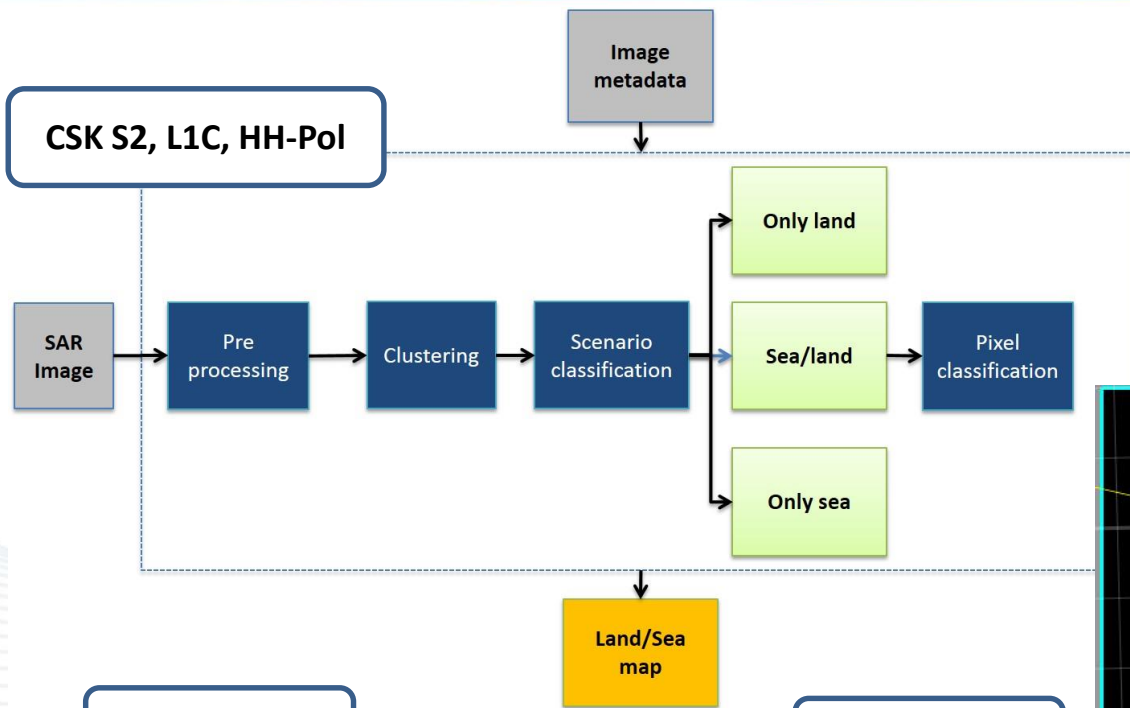 Image
metadata
CSK S2, L1C, HH-Pol
Only land
SAR
Image
Pre
processing
Clustering
Scenario
classification
Sea/land
Pixel
classification
Only sea
Land/Sea
map